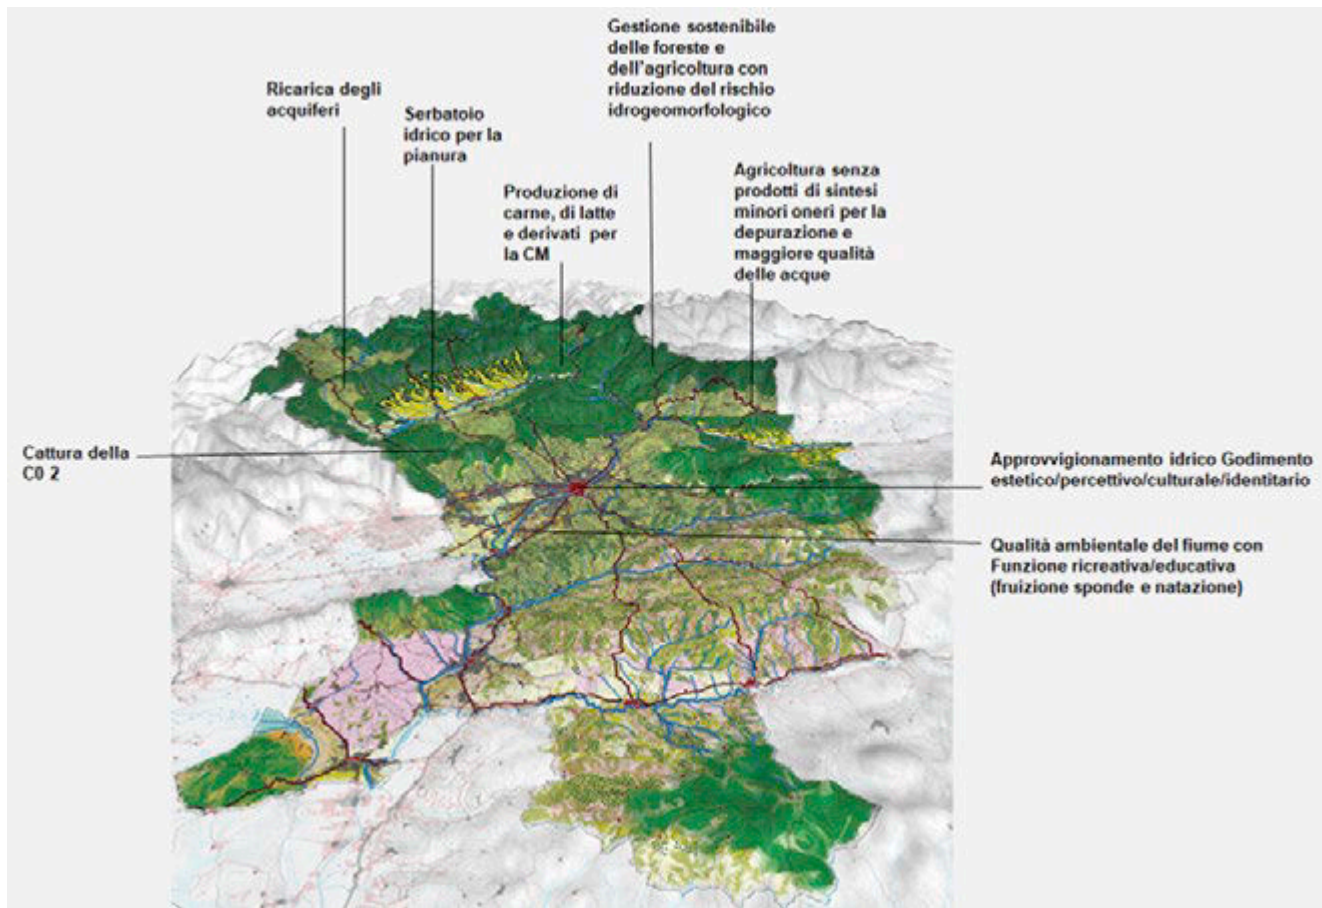 Gestione sostenibile
delle foreste e
dell'agricoltura con
riduzione del rischio
idrogeomorfologico
Ricarica degli
acquiferi
Serbatoio
idrico per la
pianura
Produzione di
carne, di latte
e derivati per
la CM
Agricoltura senza
prodotti di sintesi
minori oneri per la
depurazione e
maggiore qualità
delle acque
Cattura della
C0 2
Approvvigionamento idrico Godimento
estetico/percettivo/culturale/identitario
Qualità ambientale del fiume con
Funzione ricreativa/educativa
(fruizione sponde e natazione)